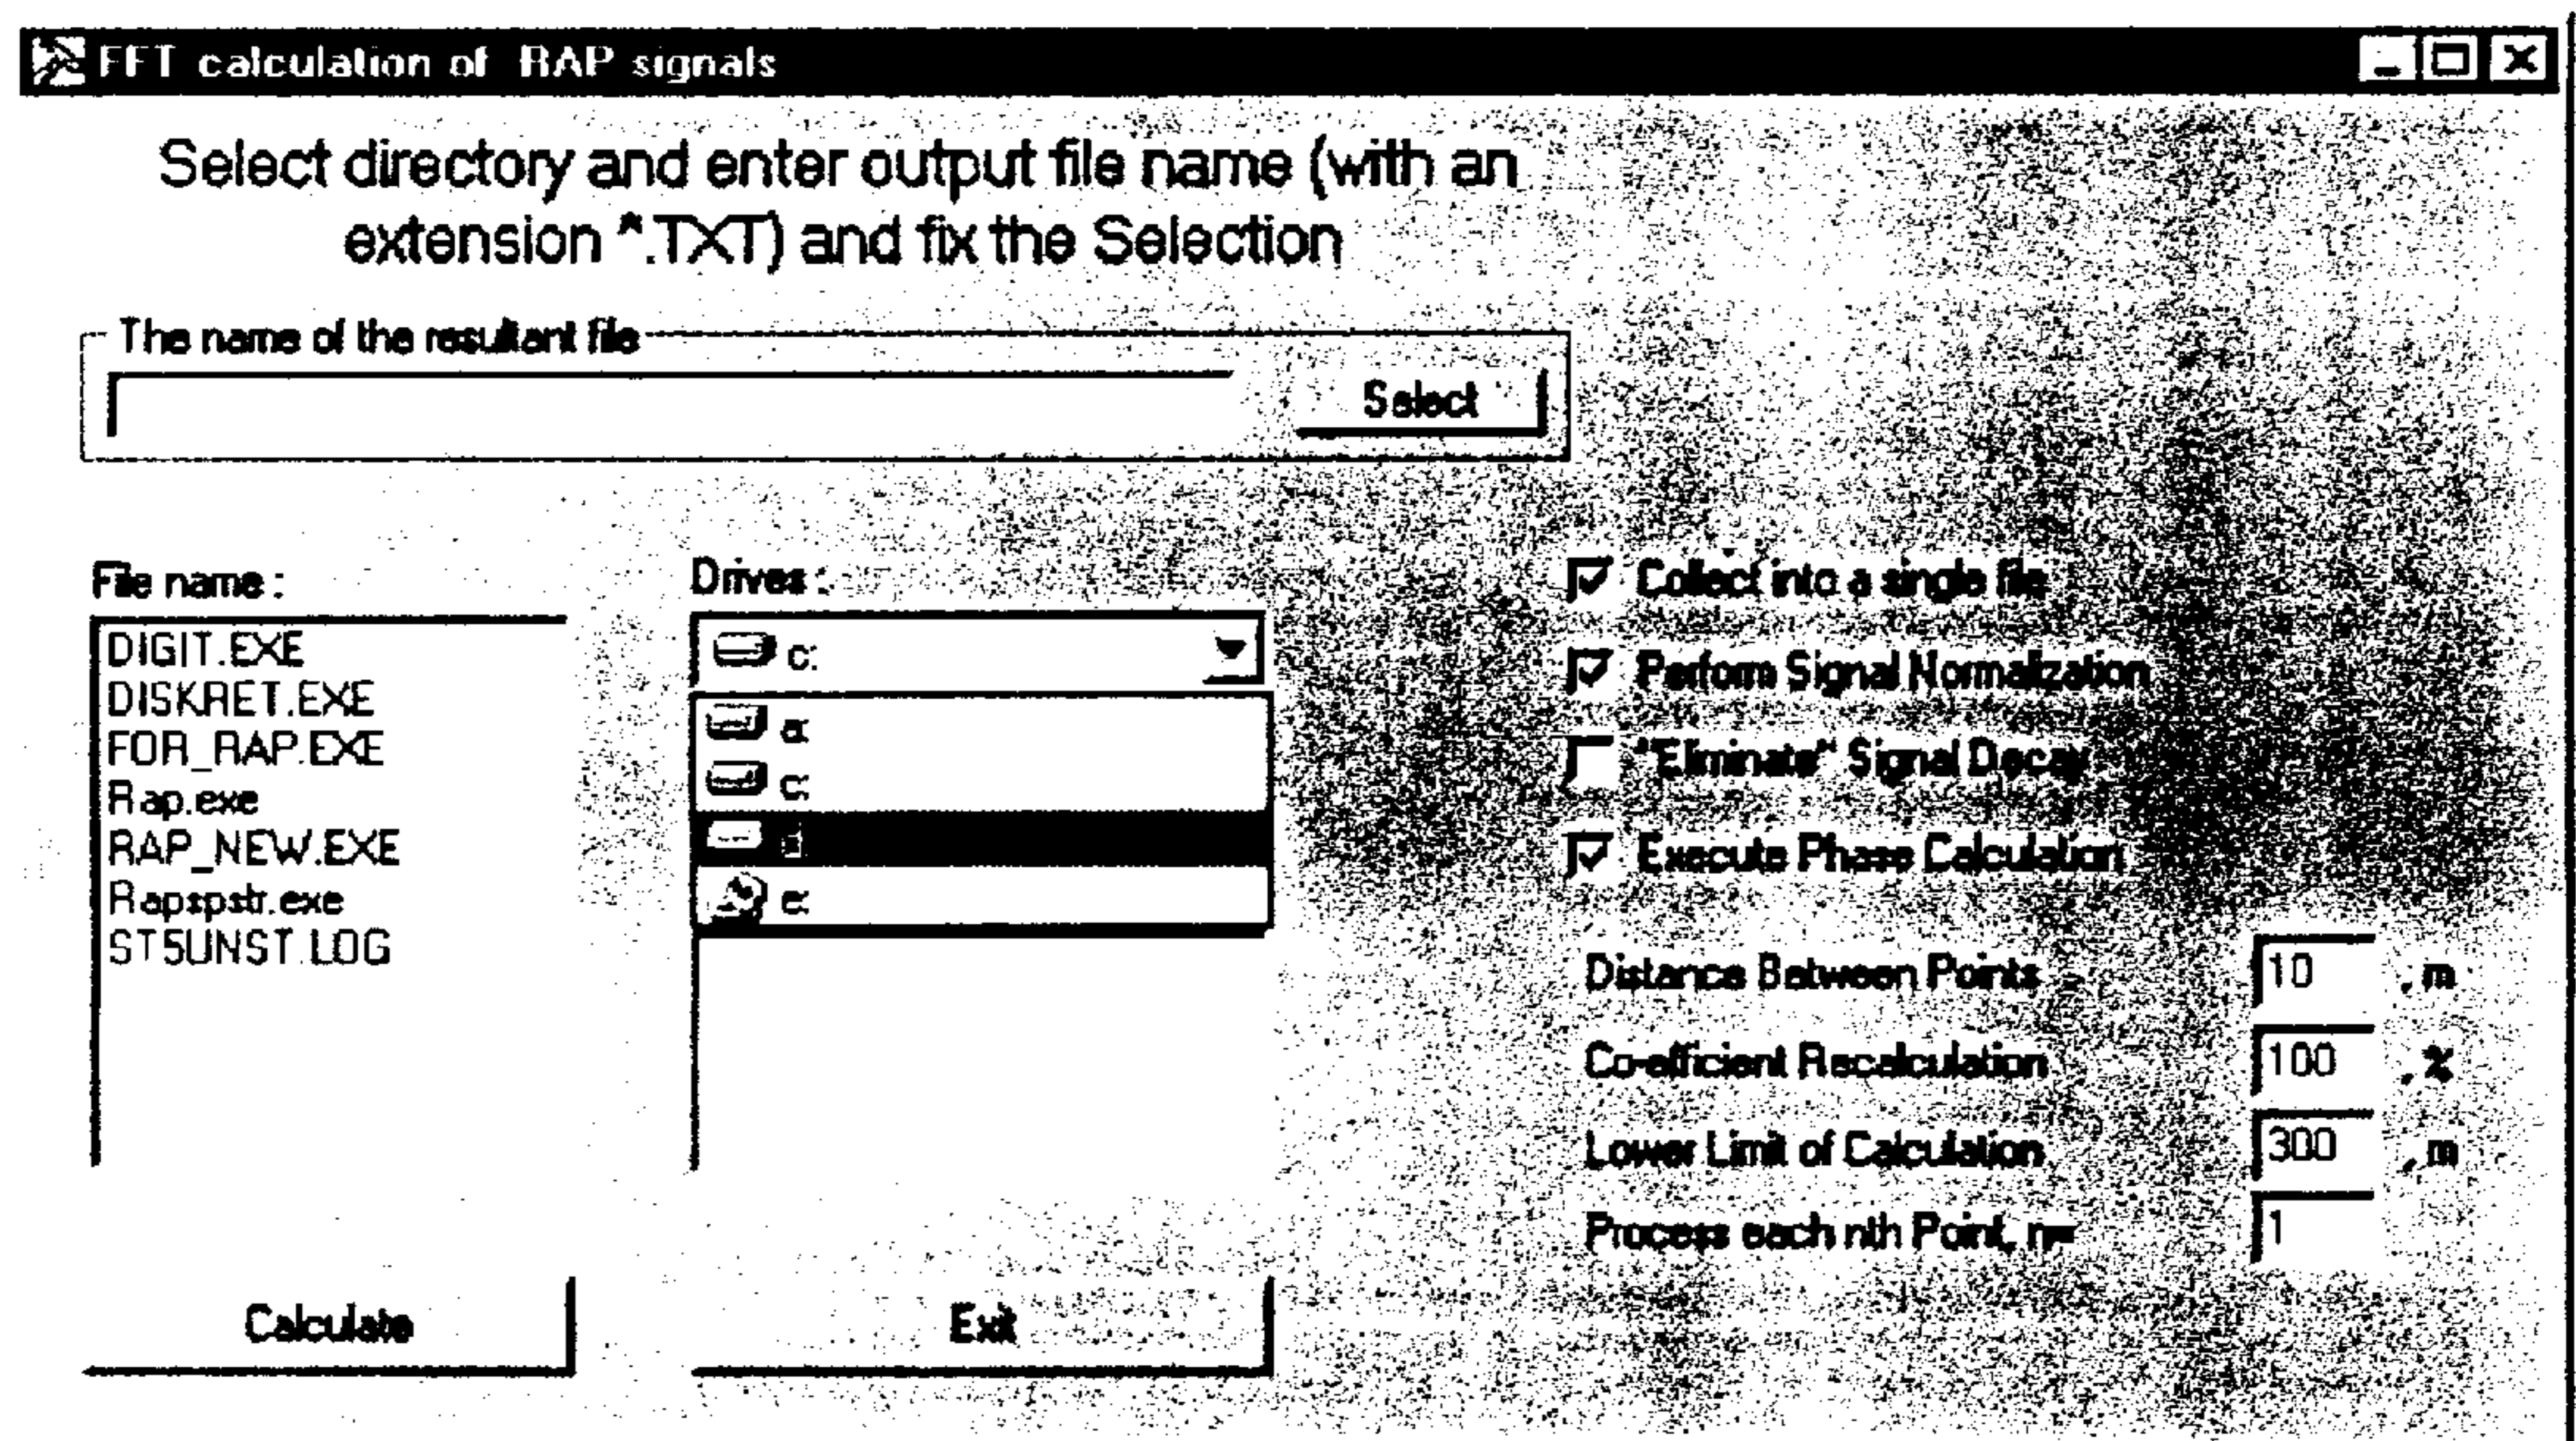 FFT calculation of RAP signals
Select directory and enter output file name (with an
extension *.TXT) and fix the Selection
The name of the resultant file
Select
File name :
DIGIT.EXE
DISKRET.EXE
FOR_RAP.EXE
Rap.exe
RAP_NEW.EXE
Rapspstr.exe
ST5UNST.LOG
Drives :
c:
a:
c:
e:
Collect into a single file
Perform Signal Normalization
"Eliminate" Signal Decay
Execute Phase Calculation
Distance Between Points 10 , m
Co-efficient Recalculation 100 , %
Lower Limit of Calculation 300 , m
Process each nth Point, n= 1
Calculate
Exit